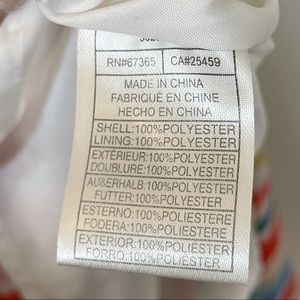 RN#67365 CA#25459
MADE IN CHINA
FABRIQUÉ EN CHINE
HECHO EN CHINA
SHELL:100%POLYESTER
LINING:100%POLYESTER
EXTÉRIEUR:100%POLYESTER
DOUBLURE:100%POLYESTER
AUßERHALB:100%POLYESTER
FUTTER:100%POLYESTER
ESTERNO:100%POLIESTERE
FODERA:100%POLIESTERE
EXTERIOR:100%POLIESTER
FORRO:100%POLIESTER